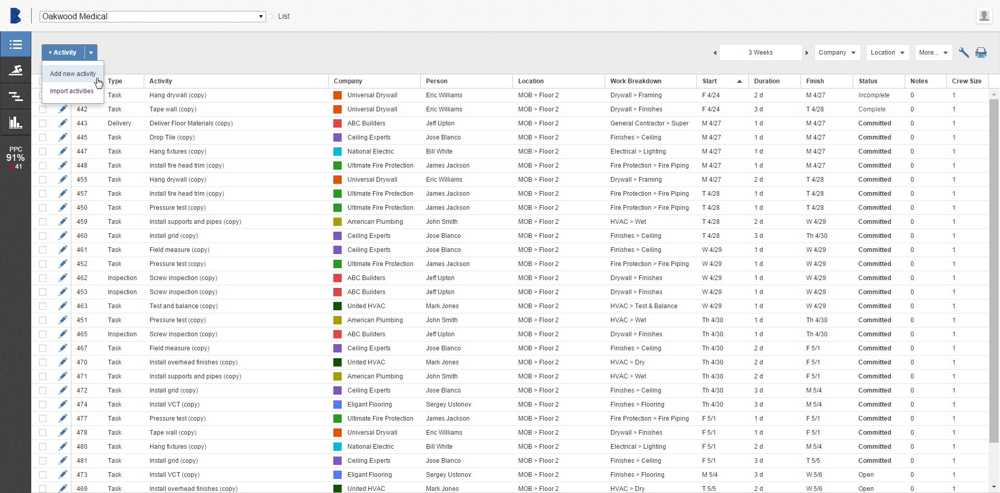 Oakwood Medical
List
+ Activity
3 Weeks
Company
Location
More...
Add new activity
Import activities
PPC
91%
41
Type Activity Company Person Location Work Breakdown Start Duration Finish Status Notes Crew Size
Task Hang drywall (copy) Universal Drywall Eric Williams MOB > Floor 2 Drywall > Framing F 4/24 2 d M 4/27 Incomplete 0 1
442 Task Tape wall (copy) Universal Drywall Eric Williams MOB > Floor 2 Drywall > Finishes F 4/24 3 d T 4/28 Complete 0 1
443 Delivery Deliver Floor Materials (copy) ABC Builders Jeff Upton MOB > Floor 2 General Contractor > Super M 4/27 1 d M 4/27 Committed 0 1
445 Task Drop Tile (copy) Ceiling Experts Jose Blanco MOB > Floor 2 Finishes > Ceiling M 4/27 1 d M 4/27 Committed 0 1
447 Task Hang fixtures (copy) National Electric Bill White MOB > Floor 2 Electrical > Lighting M 4/27 1 d M 4/27 Committed 0 1
448 Task Install fire head trim (copy) Ultimate Fire Protection James Jackson MOB > Floor 2 Fire Protection > Fire Piping M 4/27 1 d M 4/27 Committed 0 1
455 Task Hang drywall (copy) Universal Drywall Eric Williams MOB > Floor 2 Drywall > Framing M 4/27 2 d T 4/28 Committed 0 1
457 Task Install fire head trim (copy) Ultimate Fire Protection James Jackson MOB > Floor 2 Fire Protection > Fire Piping T 4/28 1 d T 4/28 Committed 0 1
450 Task Pressure test (copy) Ultimate Fire Protection James Jackson MOB > Floor 2 Fire Protection > Fire Piping T 4/28 1 d T 4/28 Committed 0 1
459 Task Install supports and pipes (copy) American Plumbing John Smith MOB > Floor 2 HVAC > Wet T 4/28 2 d W 4/29 Committed 0 1
460 Task Install grid (copy) Ceiling Experts Jose Blanco MOB > Floor 2 Finishes > Ceiling T 4/28 3 d Th 4/30 Committed 0 1
461 Task Field measure (copy) Ceiling Experts Jose Blanco MOB > Floor 2 Finishes > Ceiling W 4/29 1 d W 4/29 Committed 0 1
452 Task Pressure test (copy) Ultimate Fire Protection James Jackson MOB > Floor 2 Fire Protection > Fire Piping W 4/29 1 d W 4/29 Committed 0 1
462 Inspection Screw inspection (copy) ABC Builders Jeff Upton MOB > Floor 2 Drywall > Finishes W 4/29 1 d W 4/29 Committed 0 1
453 Inspection Screw inspection (copy) ABC Builders Jeff Upton MOB > Floor 2 Drywall > Finishes W 4/29 1 d W 4/29 Committed 0 1
463 Task Test and balance (copy) United HVAC Mark Jones MOB > Floor 2 HVAC > Test & Balance W 4/29 1 d W 4/29 Committed 0 1
451 Task Pressure test (copy) American Plumbing John Smith MOB > Floor 2 HVAC > Wet Th 4/30 1 d Th 4/30 Committed 0 1
465 Inspection Screw inspection (copy) ABC Builders Jeff Upton MOB > Floor 2 Drywall > Finishes Th 4/30 1 d Th 4/30 Committed 0 1
467 Task Field measure (copy) Ceiling Experts Jose Blanco MOB > Floor 2 Finishes > Ceiling Th 4/30 2 d F 5/1 Committed 0 1
470 Task Install overhead finishes (copy) United HVAC Mark Jones MOB > Floor 2 HVAC > Dry Th 4/30 2 d F 5/1 Committed 0 1
471 Task Install supports and pipes (copy) American Plumbing John Smith MOB > Floor 2 HVAC > Wet Th 4/30 2 d F 5/1 Committed 0 1
472 Task Install grid (copy) Ceiling Experts Jose Blanco MOB > Floor 2 Finishes > Ceiling Th 4/30 3 d M 5/4 Committed 0 1
474 Task Install VCT (copy) Eligant Flooring Sergey Ustonov MOB > Floor 2 Finishes > Flooring Th 4/30 3 d M 5/4 Committed 0 1
477 Task Pressure test (copy) Ultimate Fire Protection James Jackson MOB > Floor 2 Fire Protection > Fire Piping F 5/1 1 d F 5/1 Committed 0 1
478 Task Tape wall (copy) Universal Drywall Eric Williams MOB > Floor 2 Drywall > Finishes F 5/1 1 d F 5/1 Committed 0 1
480 Task Hang fixtures (copy) National Electric Bill White MOB > Floor 2 Electrical > Lighting F 5/1 2 d M 5/4 Committed 0 1
481 Task Install grid (copy) Ceiling Experts Jose Blanco MOB > Floor 2 Finishes > Ceiling F 5/1 3 d T 5/5 Committed 0 1
473 Task Install VCT (copy) Eligant Flooring Sergey Ustonov MOB > Floor 2 Finishes > Flooring M 5/4 3 d W 5/6 Open 0 1
469 Task Install overhead finishes (copy) United HVAC Mark Jones MOB > Floor 2 HVAC > Dry T 5/5 2 d W 5/6 Open 0 1